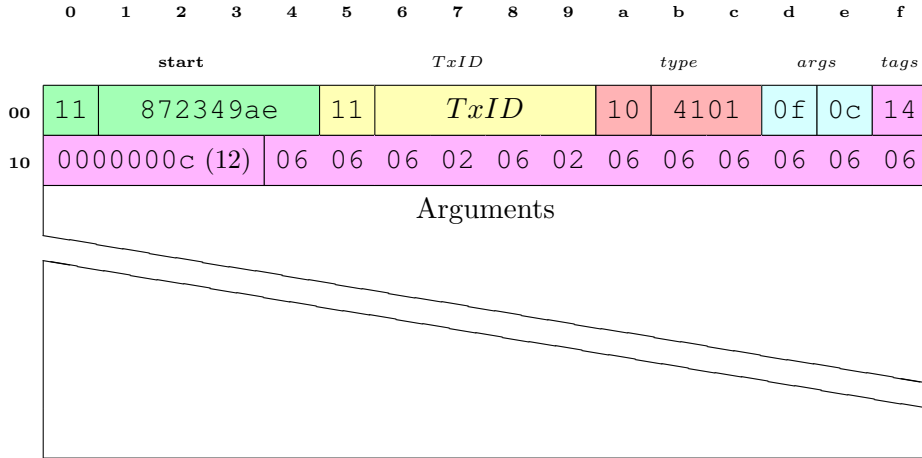 0 1 2 3 4 5 6 7 8 9 a b c d e f
start TxID type args tags
00 11 872349ae 11 TxID 10 4101 0f 0c 14
10 0000000c (12) 06 06 06 02 06 02 06 06 06 06 06 06
Arguments